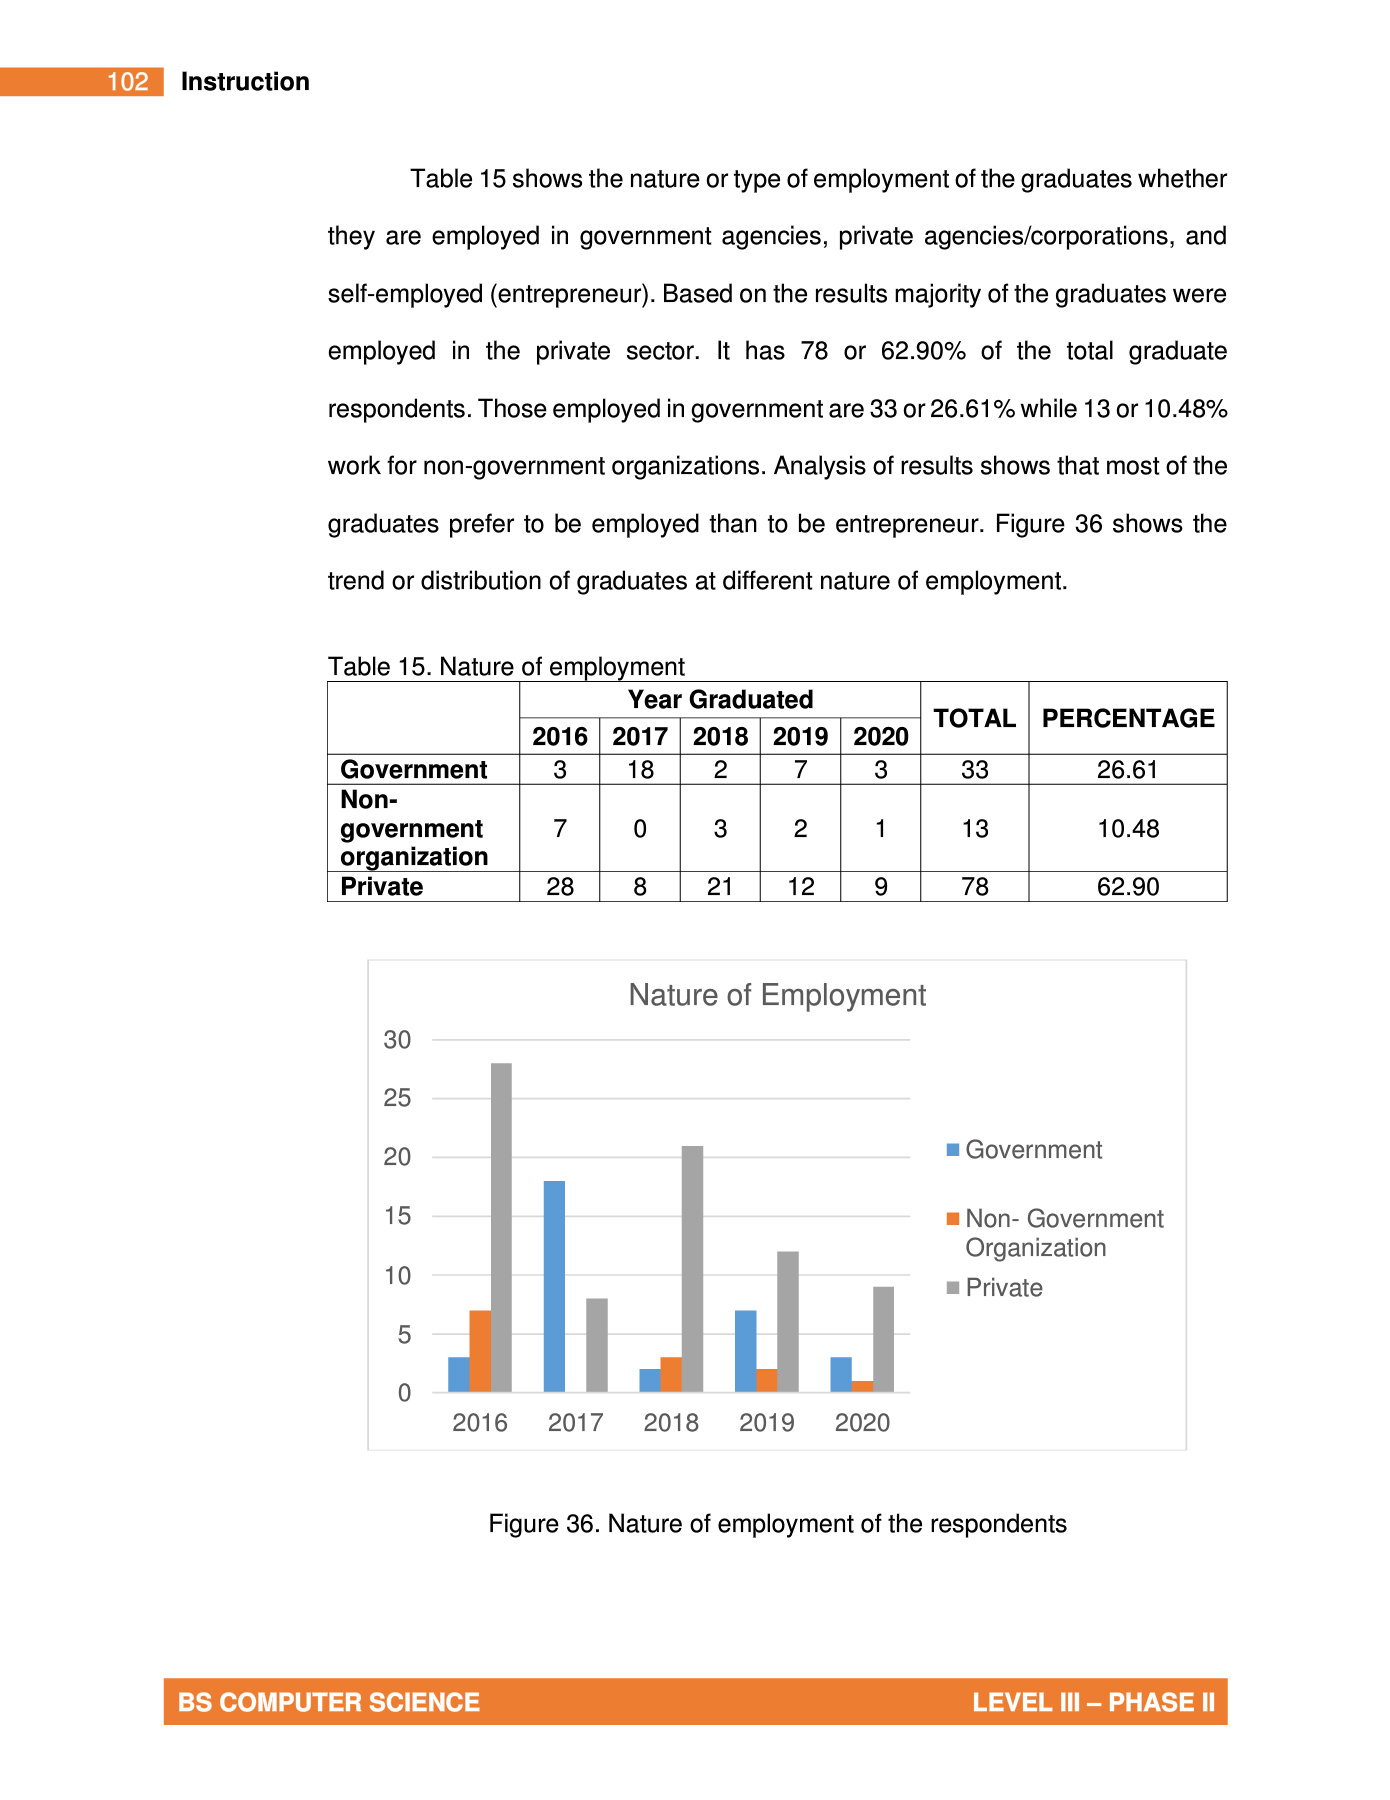 102 Instruction
Table 15 shows the nature or type of employment of the graduates whether
they are employed in government agencies, private agencies/corporations, and
self-employed (entrepreneur). Based on the results majority of the graduates were
employed in the private sector. It has 78 or 62.90% of the total graduate
respondents. Those employed in government are 33 or 26.61% while 13 or 10.48%
work for non-government organizations. Analysis of results shows that most of the
graduates prefer to be employed than to be entrepreneur. Figure 36 shows the
trend or distribution of graduates at different nature of employment.
Table 15. Nature of employment
Year Graduated TOTAL PERCENTAGE
2016 2017 2018 2019 2020
Government 3 18 2 7 3 33 26.61
Non-
government 7 0 3 2 1 13 10.48
organization
Private 28 8 21 12 9 78 62.90
Nature of Employment
30
25
20
15
10
5
0
2016 2017 2018 2019 2020
Government
Non- Government
Organization
Private
Figure 36. Nature of employment of the respondents
BS COMPUTER SCIENCE LEVEL III – PHASE II